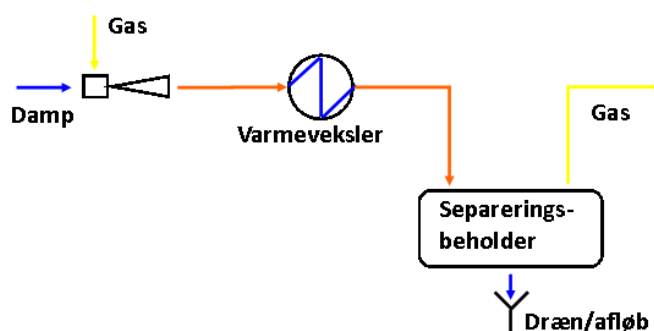 Gas
Damp
Varmeveksler
Gas
Separerings-
beholder
Dræn/afløb